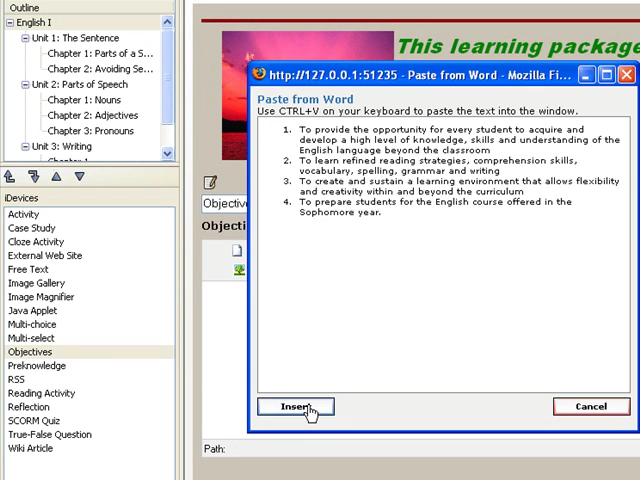 Outline
English I
Unit 1: The Sentence
Chapter 1: Parts of a S...
Chapter 2: Avoiding Se...
Unit 2: Parts of Speech
Chapter 1: Nouns
Chapter 2: Adjectives
Chapter 3: Pronouns
Unit 3: Writing
iDevices
Activity
Case Study
Cloze Activity
External Web Site
Free Text
Image Gallery
Image Magnifier
Java Applet
Multi-choice
Multi-select
Objectives
Preknowledge
RSS
Reading Activity
Reflection
SCORM Quiz
True-False Question
Wiki Article
This learning package
http://127.0.0.1:51235 - Paste from Word - Mozilla Fi...
Paste from Word
Use CTRL+V on your keyboard to paste the text into the window.
1. To provide the opportunity for every student to acquire and
develop a high level of knowledge, skills and understanding of the
English language beyond the classroom
2. To learn refined reading strategies, comprehension skills,
vocabulary, spelling, grammar and writing
3. To create and sustain a learning environment that allows flexibility
and creativity within and beyond the curriculum
4. To prepare students for the English course offered in the
Sophomore year.
Insert
Cancel
Objective
Objecti
Path: